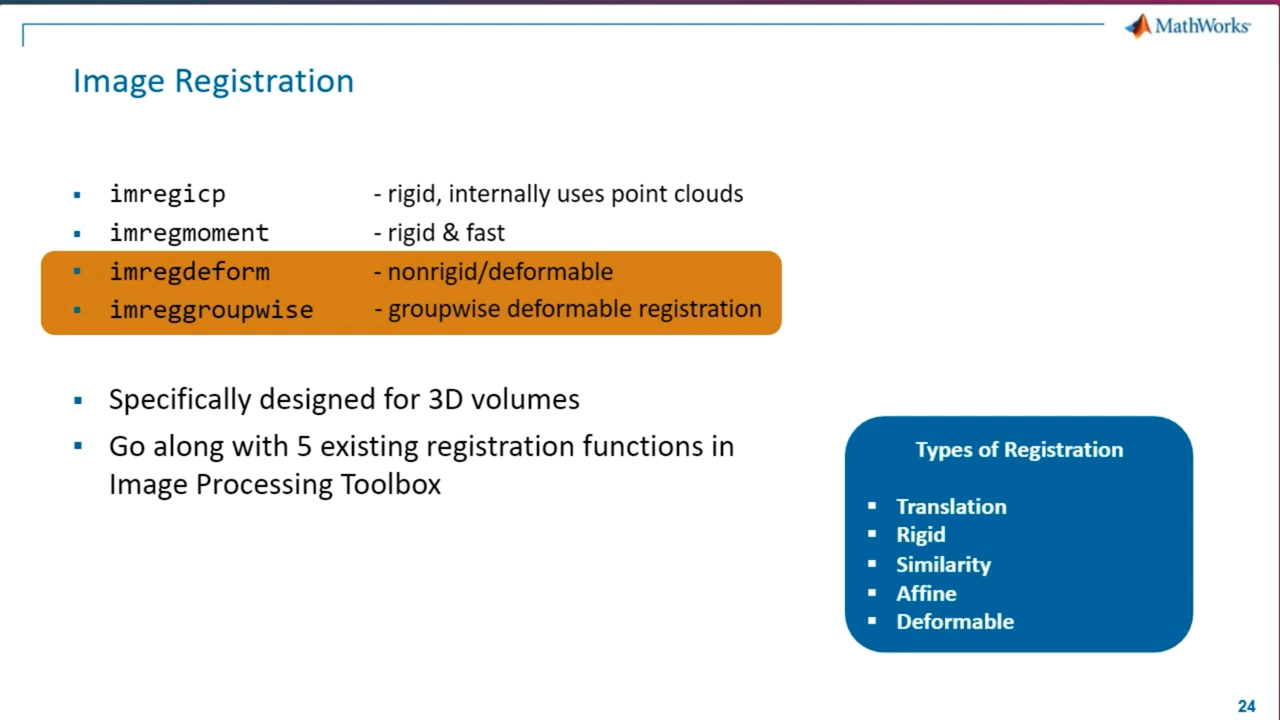 MathWorks®
Image Registration
▪ imregicp - rigid, internally uses point clouds
▪ imregmoment - rigid & fast
▪ imregdeform - nonrigid/deformable
▪ imreggroupwise - groupwise deformable registration
▪ Specifically designed for 3D volumes
▪ Go along with 5 existing registration functions in
Image Processing Toolbox
Types of Registration
▪ Translation
▪ Rigid
▪ Similarity
▪ Affine
▪ Deformable
24